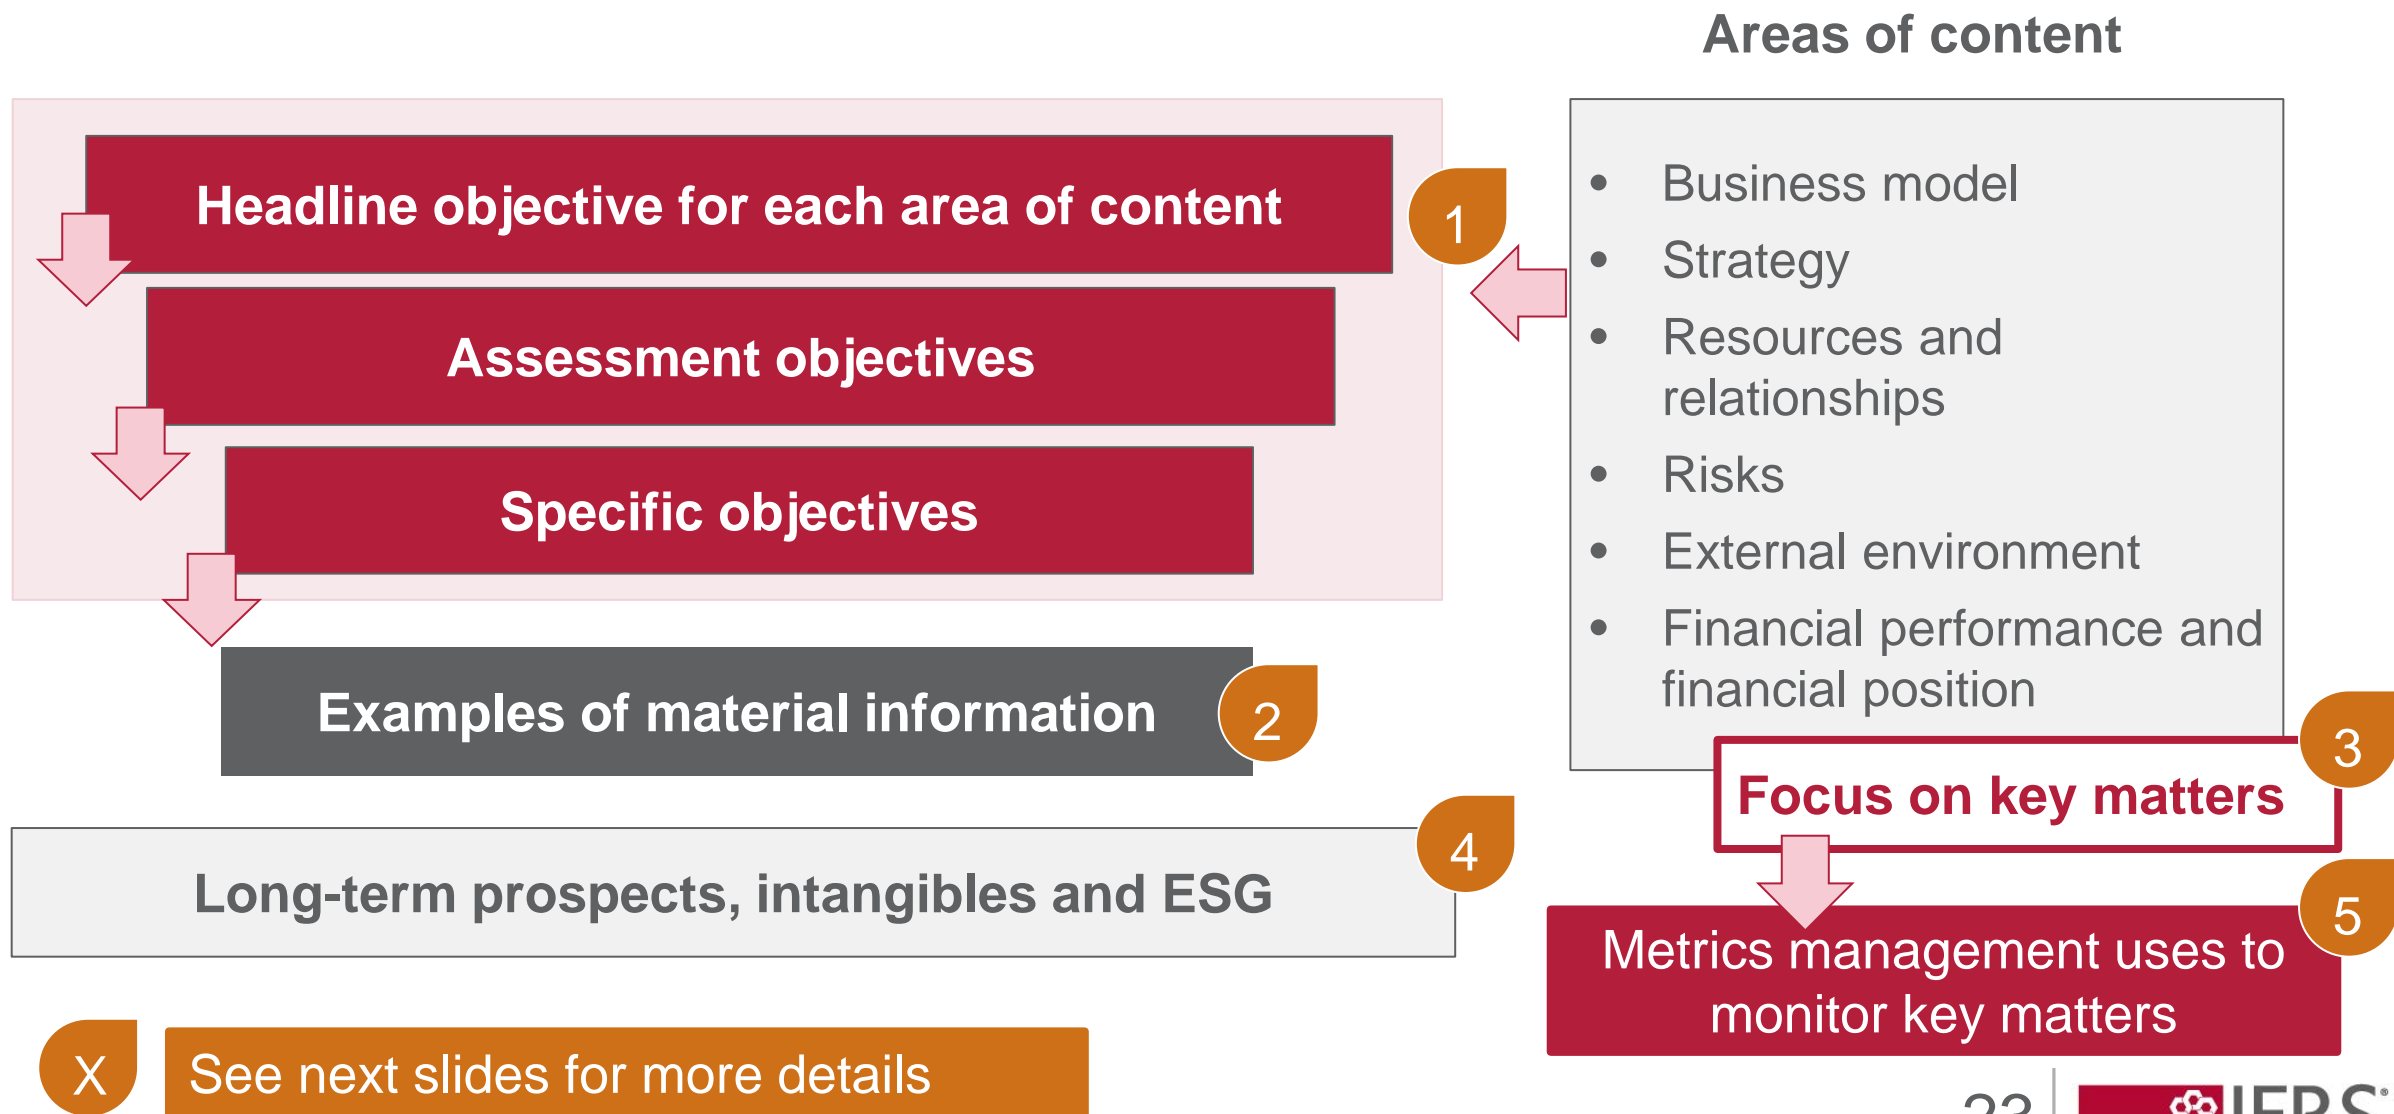 Areas of content
Headline objective for each area of content
1
Assessment objectives
Specific objectives
Examples of material information
2
• Business model
• Strategy
• Resources and
relationships
• Risks
• External environment
• Financial performance and
financial position
3
Focus on key matters
4
Long-term prospects, intangibles and ESG
5
Metrics management uses to
monitor key matters
X
See next slides for more details
23
IFRS®